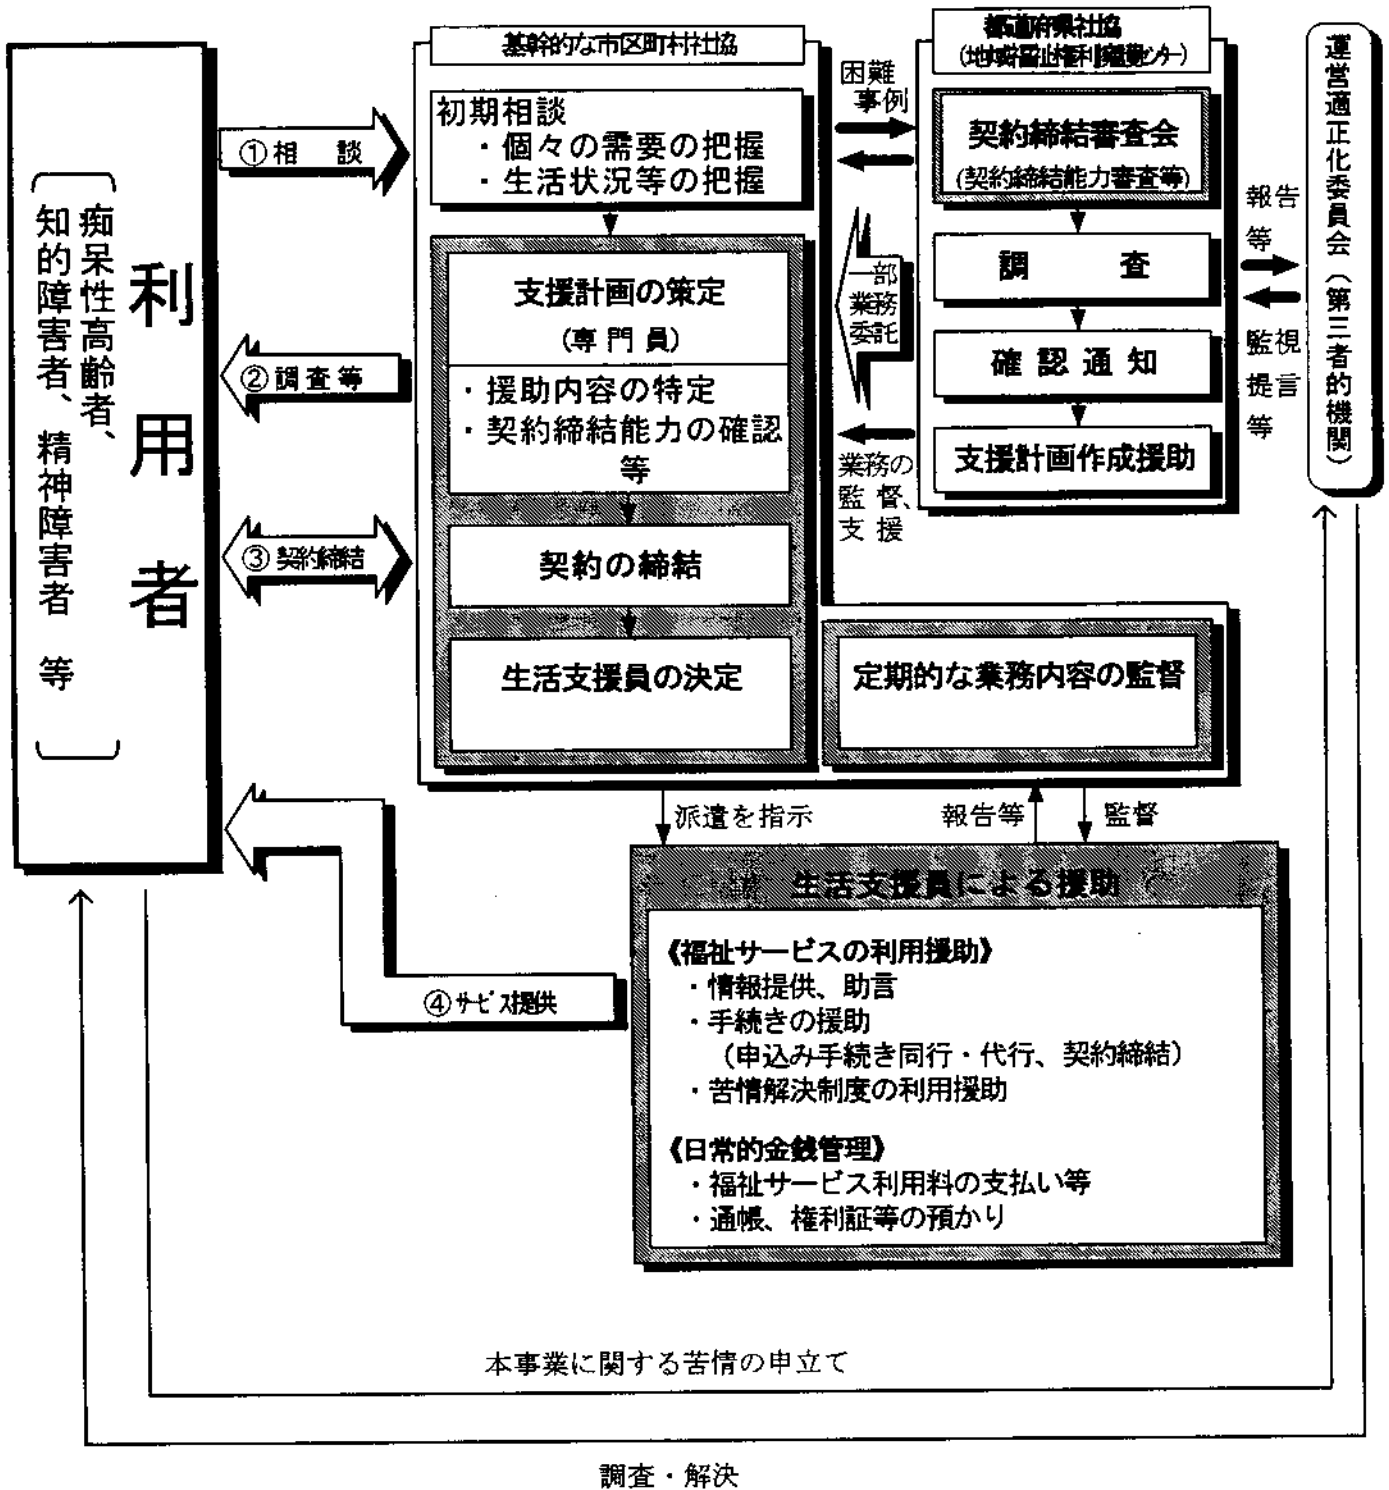 利用者
痴呆性高齢者、
知的障害者、精神障害者　等
①相　談
②調査等
③契約締結
④サービス提供
基幹的な市区町村社協
初期相談
・個々の需要の把握
・生活状況等の把握
支援計画の策定
（専門員）
・援助内容の特定
・契約締結能力の確認
等
契約の締結
生活支援員の決定
定期的な業務内容の監督
困難
事例
一部
業務
委託
業務の
監督、
支援
都道府県社協
(地域福祉権利擁護センター)
契約締結審査会
(契約締結能力審査等)
調　査
確認通知
支援計画作成援助
報告
等
監視
提言
等
運営適正化委員会（第三者的機関）
派遣を指示
報告等
監督
生活支援員による援助
《福祉サービスの利用援助》
・情報提供、助言
・手続きの援助
（申込み手続き同行・代行、契約締結）
・苦情解決制度の利用援助
《日常的金銭管理》
・福祉サービス利用料の支払い等
・通帳、権利証等の預かり
本事業に関する苦情の申立て
調査・解決